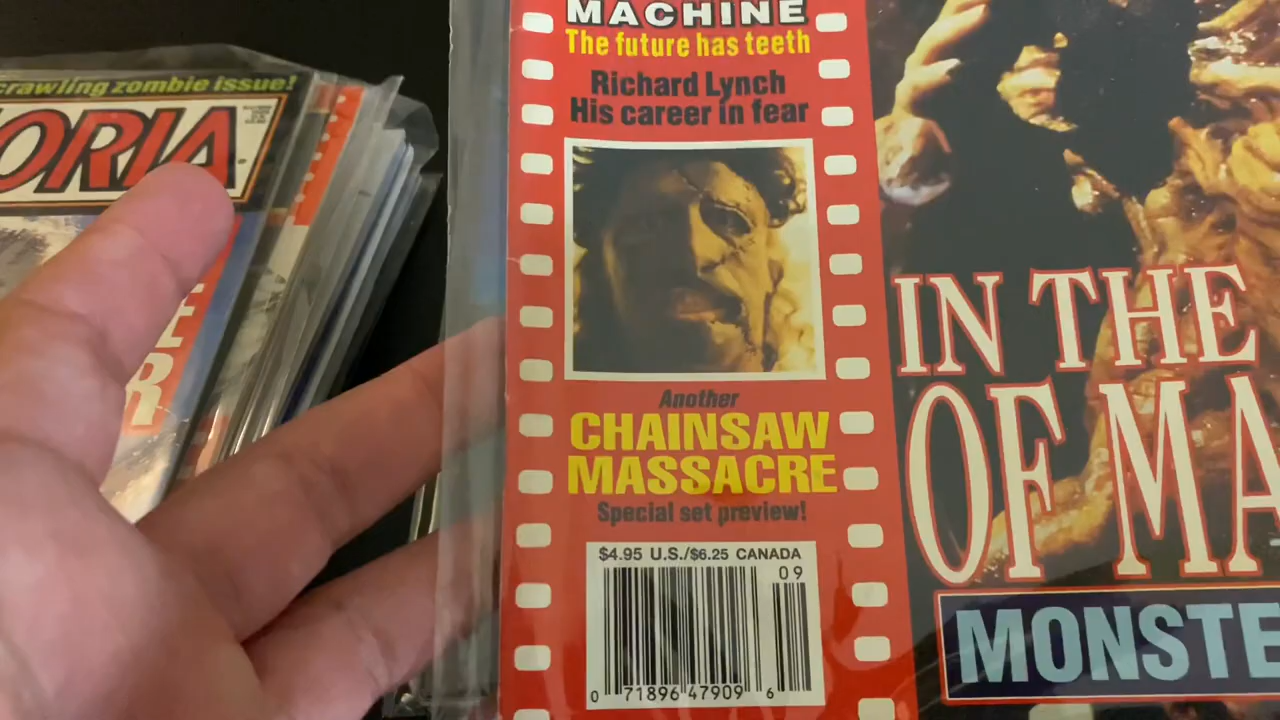 crawling zombie issue!
ORIA
E
R
MACHINE
The future has teeth
Richard Lynch
His career in fear
Another
CHAINSAW
MASSACRE
Special set preview!
$4.95 U.S./$6.25 CANADA
09
0 71896 47909 6
IN THE
OF MA
MONSTE